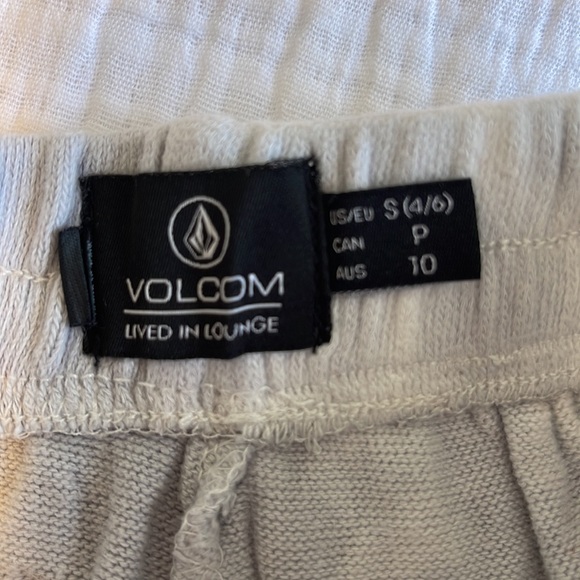 VOLCOM
LIVED IN LOUNGE
US/EU S (4/6)
CAN P
AUS 10